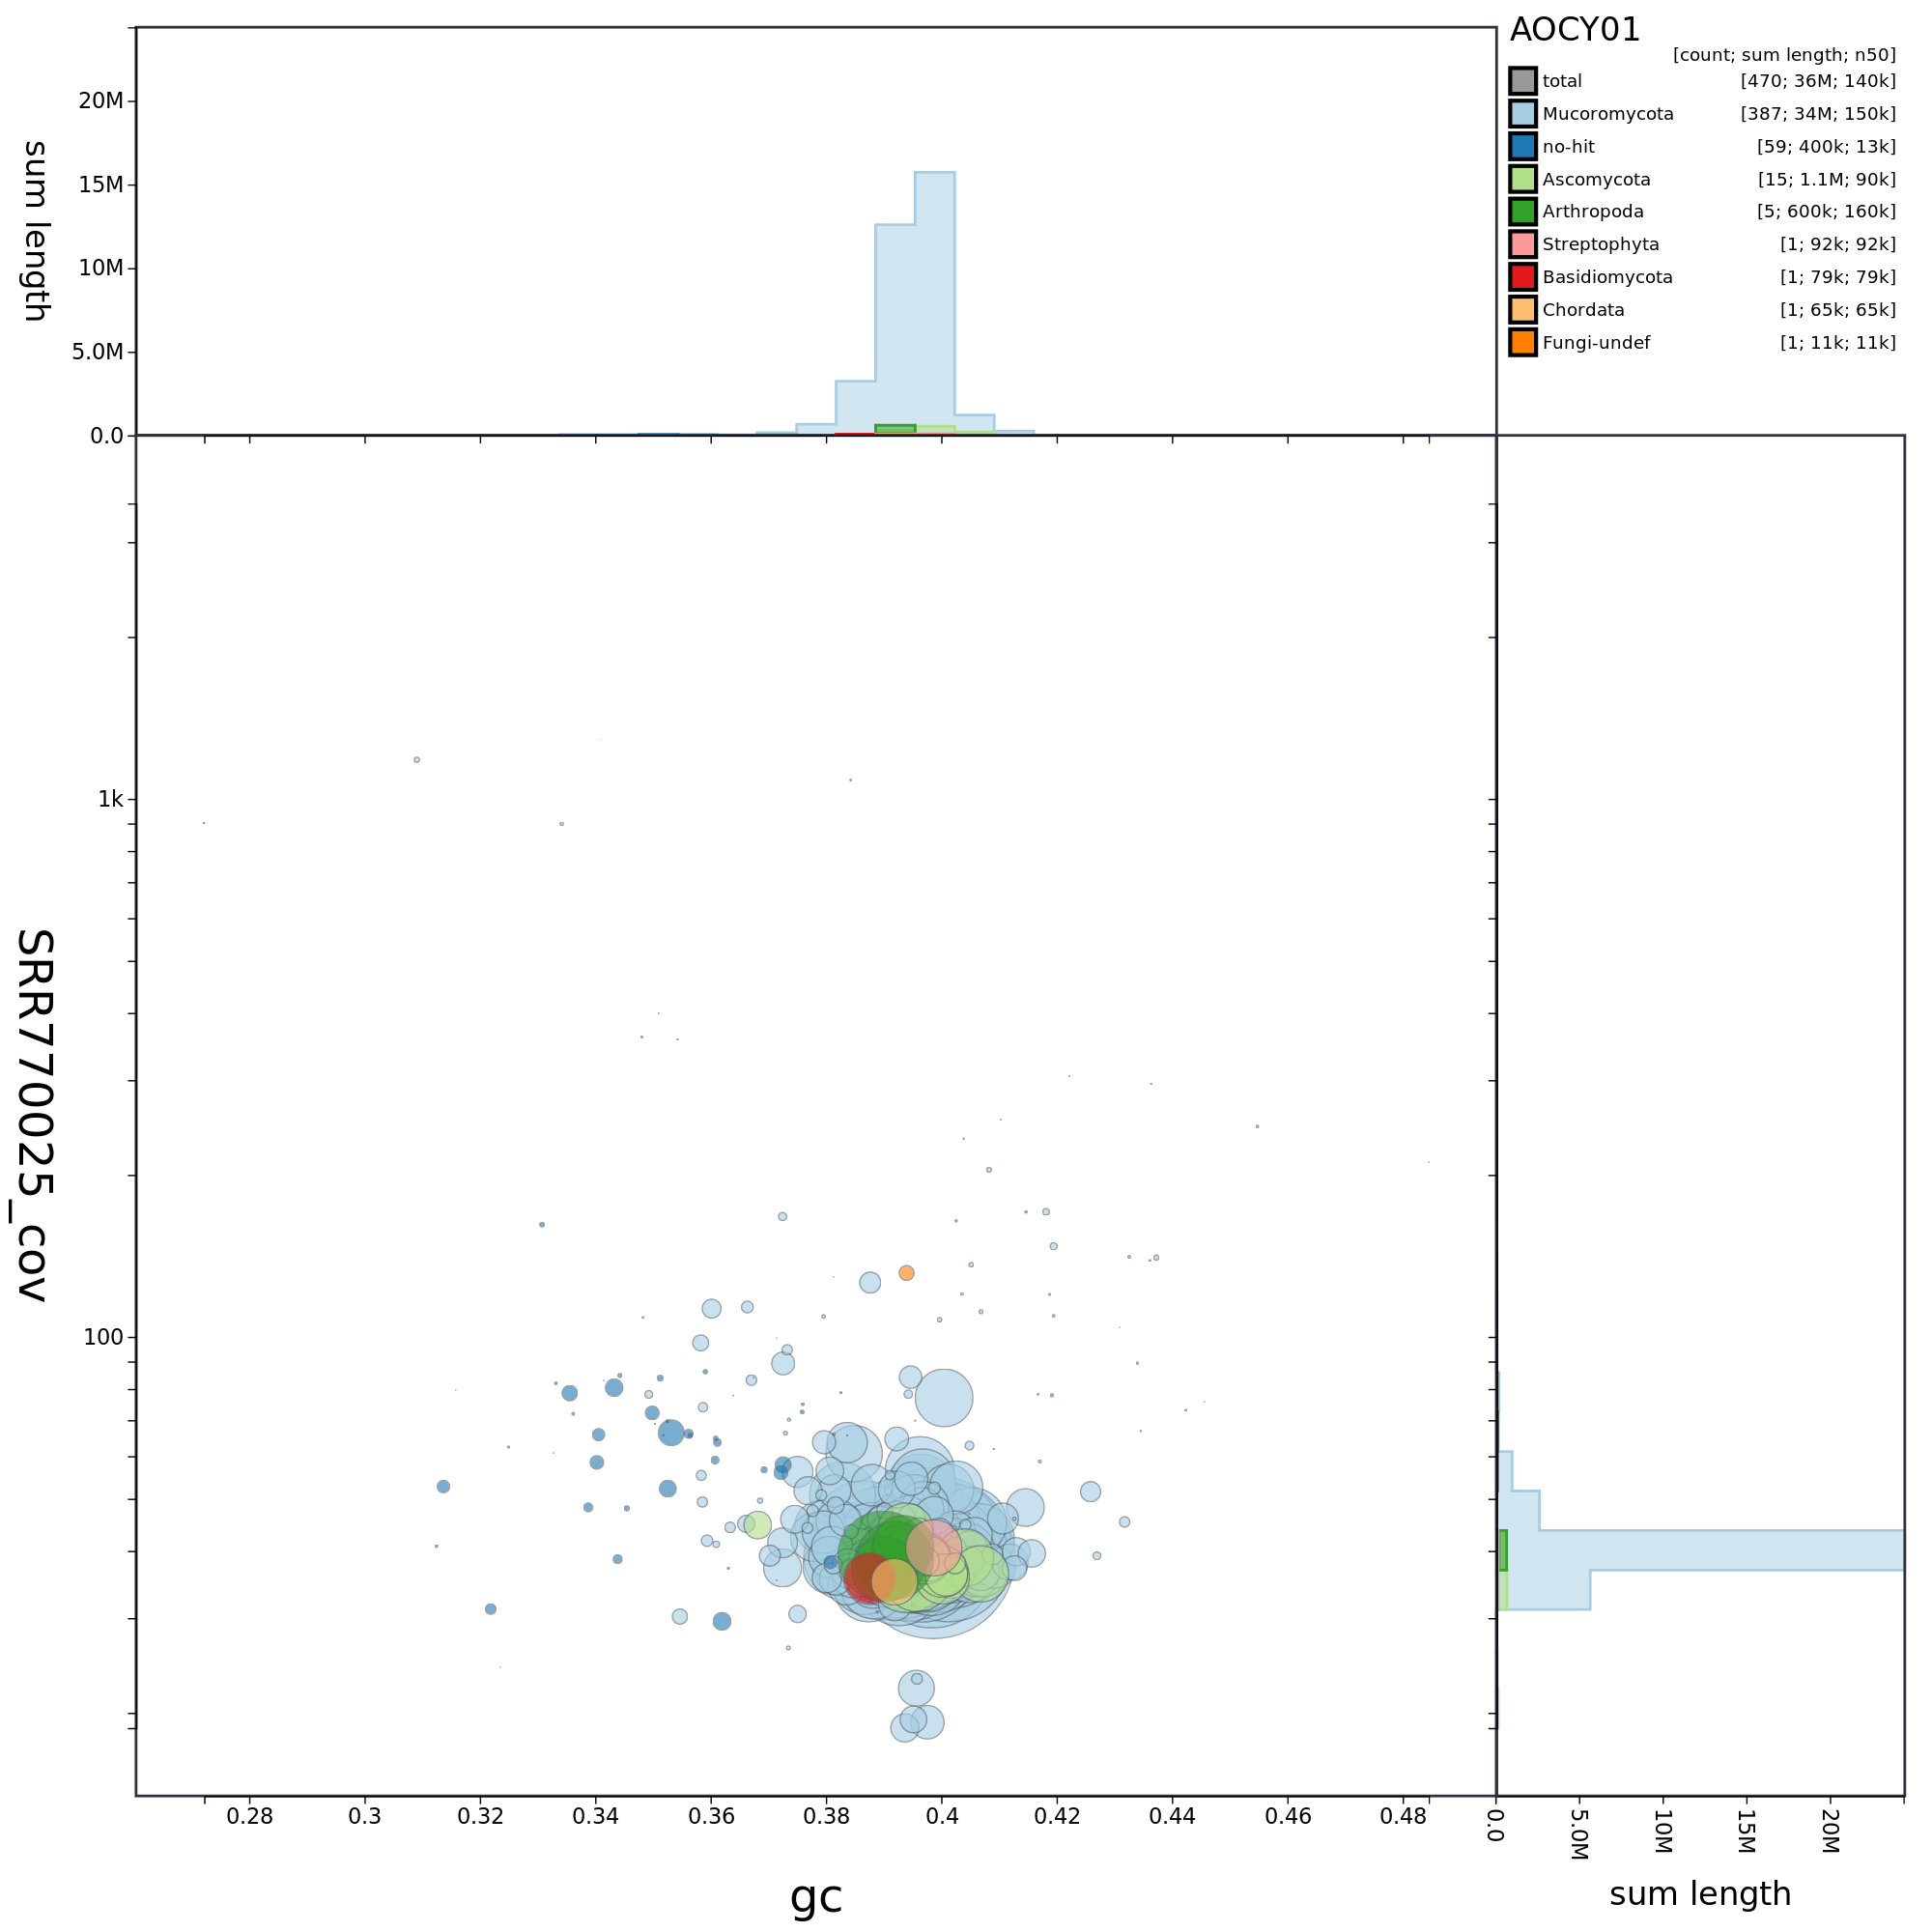 AOCY01
[count; sum length; n50]
total [470; 36M; 140k]
Mucoromycota [387; 34M; 150k]
no-hit [59; 400k; 13k]
Ascomycota [15; 1.1M; 90k]
Arthropoda [5; 600k; 160k]
Streptophyta [1; 92k; 92k]
Basidiomycota [1; 79k; 79k]
Chordata [1; 65k; 65k]
Fungi-undef [1; 11k; 11k]
sum length
20M
15M
10M
5.0M
0.0
SRR770025_cov
1k
100
0.28 0.3 0.32 0.34 0.36 0.38 0.4 0.42 0.44 0.46 0.48
gc
0.0 5.0M 10M 15M 20M
sum length